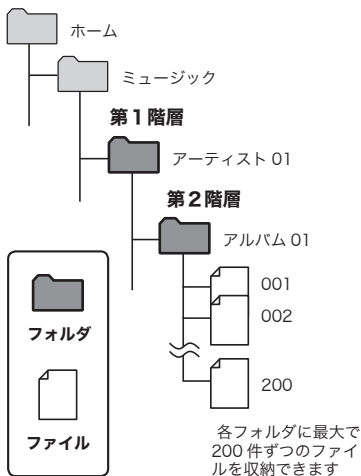 ホーム
ミュージック
第1階層
アーティスト 01
第2階層
アルバム 01
001
002
200
フォルダ
ファイル
各フォルダに最大で
200 件ずつのファイ
ルを収納できます